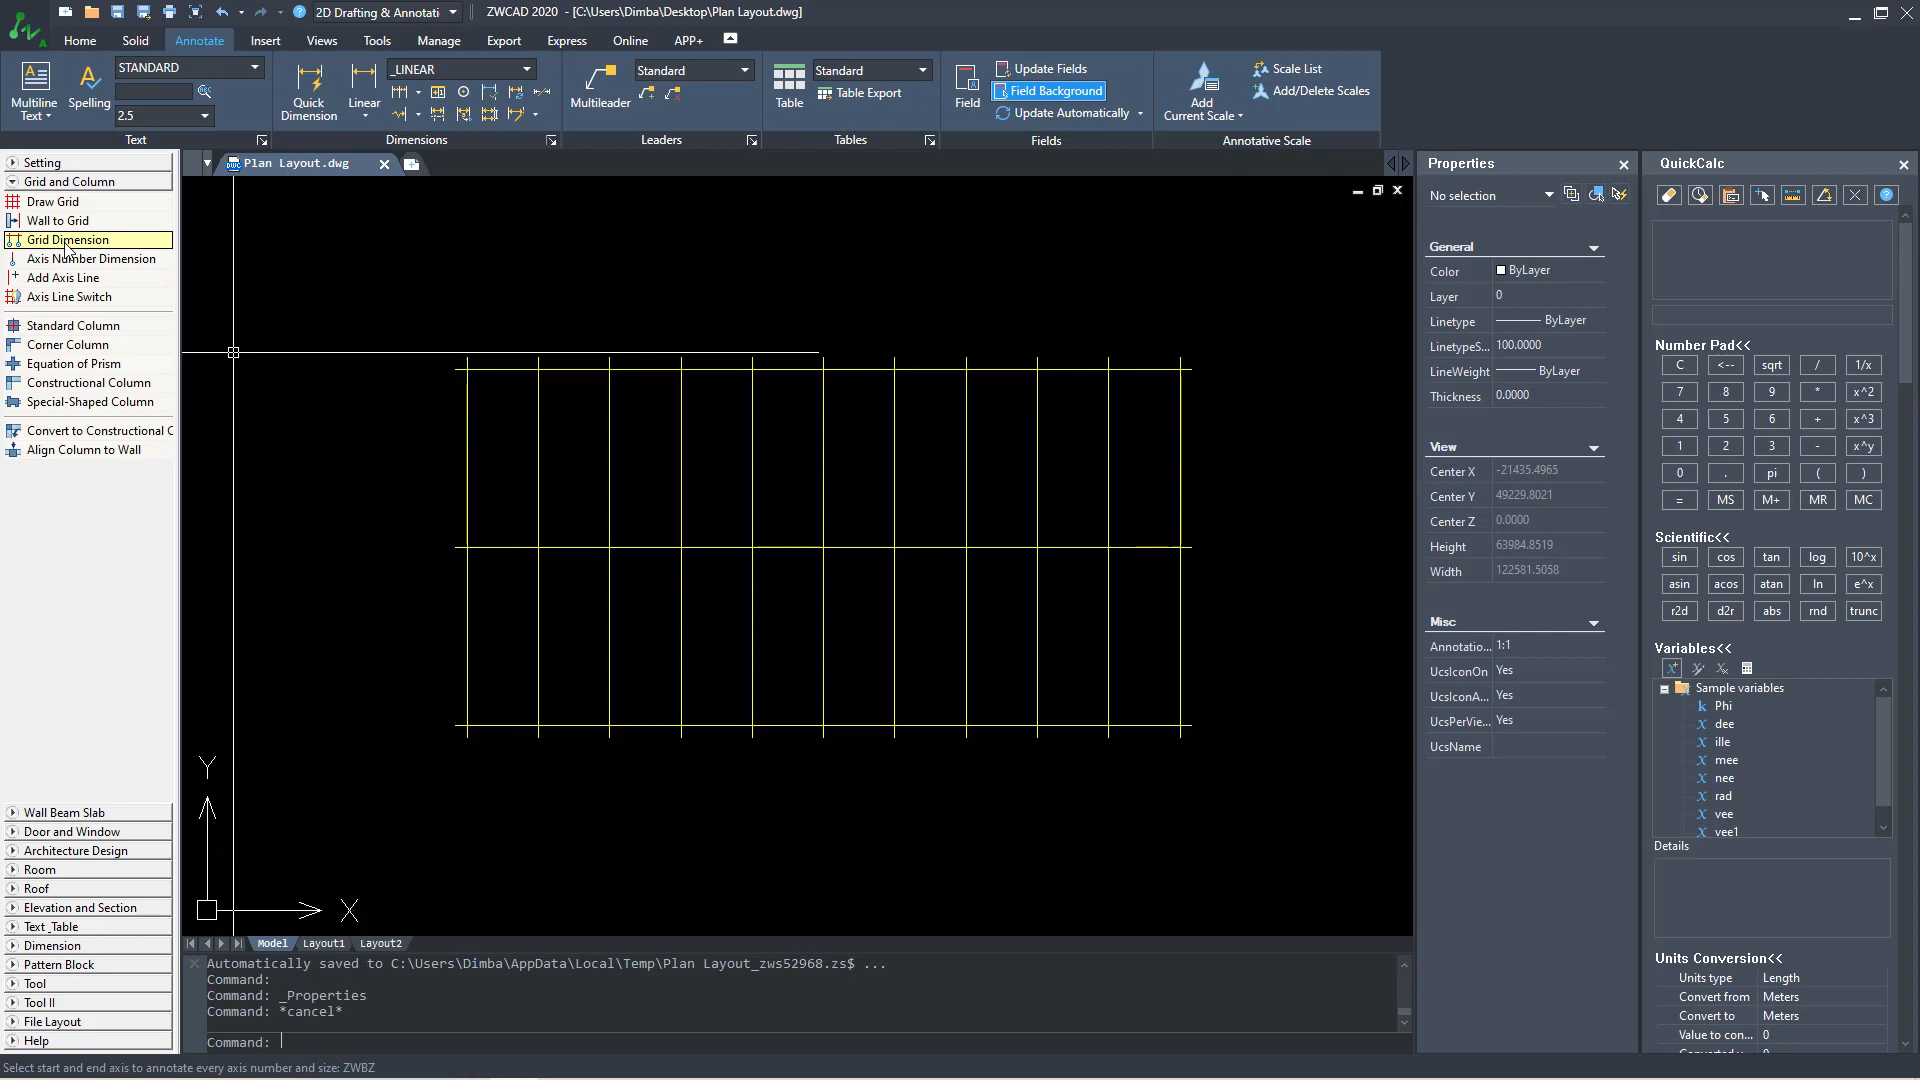 2D Drafting & Annotati
ZWCAD 2020 - [C:\Users\Dimba\Desktop\Plan Layout.dwg]
Home
Solid
Annotate
Insert
Views
Tools
Manage
Export
Express
Online
APP+
Multiline
Text
Spelling
STANDARD
2.5
Text
Quick
Dimension
Linear
_LINEAR
Dimensions
Multileader
Standard
Leaders
Table
Standard
Table Export
Tables
Field
Update Fields
Field Background
Update Automatically
Fields
Add
Current Scale
Scale List
Add/Delete Scales
Annotative Scale
Setting
Grid and Column
Draw Grid
Wall to Grid
Grid Dimension
Axis Number Dimension
Add Axis Line
Axis Line Switch
Standard Column
Corner Column
Equation of Prism
Constructional Column
Special-Shaped Column
Convert to Constructional C
Align Column to Wall
Wall Beam Slab
Door and Window
Architecture Design
Room
Roof
Elevation and Section
Text_Table
Dimension
Pattern Block
Tool
Tool II
File Layout
Help
Plan Layout.dwg
Y
X
Model
Layout1
Layout2
Automatically saved to C:\Users\Dimba\AppData\Local\Temp\Plan Layout_zws52968.zs$ ...
Command:
Command: _Properties
Command: *cancel*
Command:
Select start and end axis to annotate every axis number and size: ZWBZ
Properties
No selection
General
Color ByLayer
Layer 0
Linetype ByLayer
LinetypeS... 100.0000
LineWeight ByLayer
Thickness 0.0000
View
Center X -21435.4965
Center Y 49229.8021
Center Z 0.0000
Height 63984.8519
Width 122581.5058
Misc
Annotatio... 1:1
UcsIconOn Yes
UcsIconA... Yes
UcsPerVie... Yes
UcsName
QuickCalc
Number Pad<<
C <-- sqrt / 1/x
7 8 9 * x^2
4 5 6 + x^3
1 2 3 - x^y
0 . pi ( )
= MS M+ MR MC
Scientific<<
sin cos tan log 10^x
asin acos atan ln e^x
r2d d2r abs rnd trunc
Variables<<
Sample variables
k Phi
X dee
X ille
X mee
X nee
X rad
X vee
X vee1
Details
Units Conversion<<
Units type Length
Convert from Meters
Convert to Meters
Value to con... 0